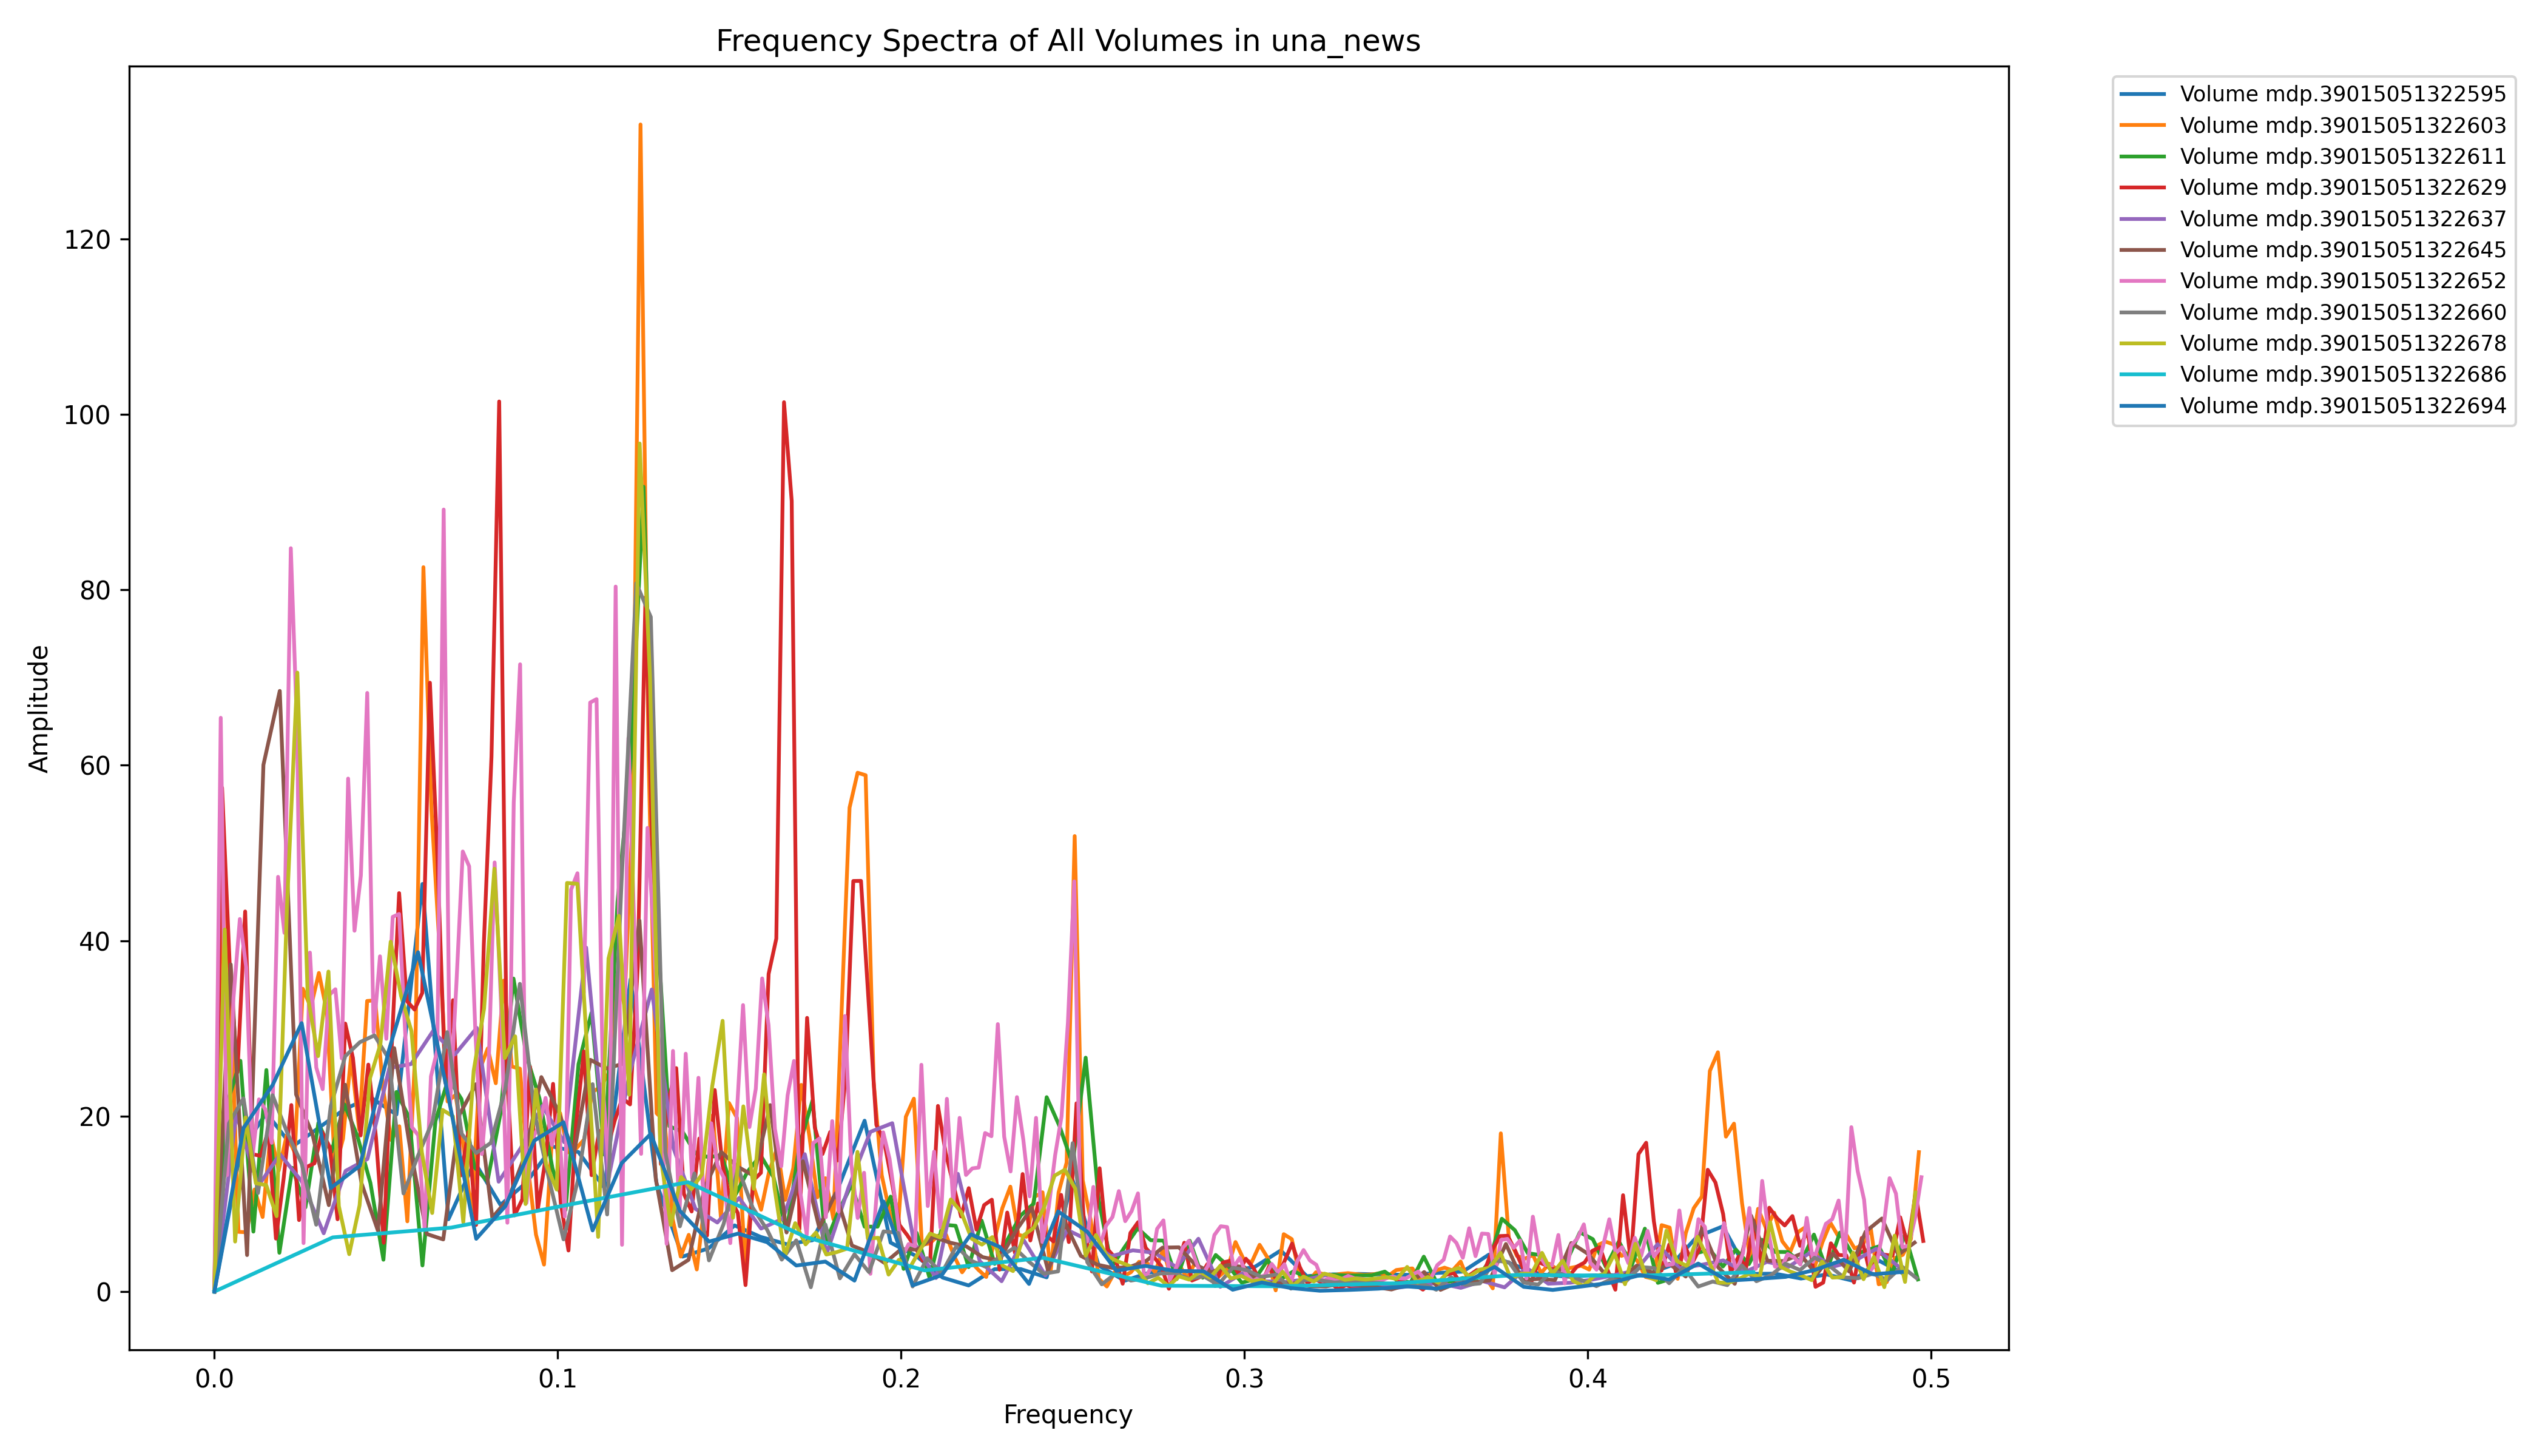 Frequency Spectra of All Volumes in una_news
Volume mdp.39015051322595
Volume mdp.39015051322603
Volume mdp.39015051322611
Volume mdp.39015051322629
Volume mdp.39015051322637
Volume mdp.39015051322645
Volume mdp.39015051322652
Volume mdp.39015051322660
Volume mdp.39015051322678
Volume mdp.39015051322686
Volume mdp.39015051322694
Amplitude
120
100
80
60
40
20
0
0.0 0.1 0.2 0.3 0.4 0.5
Frequency